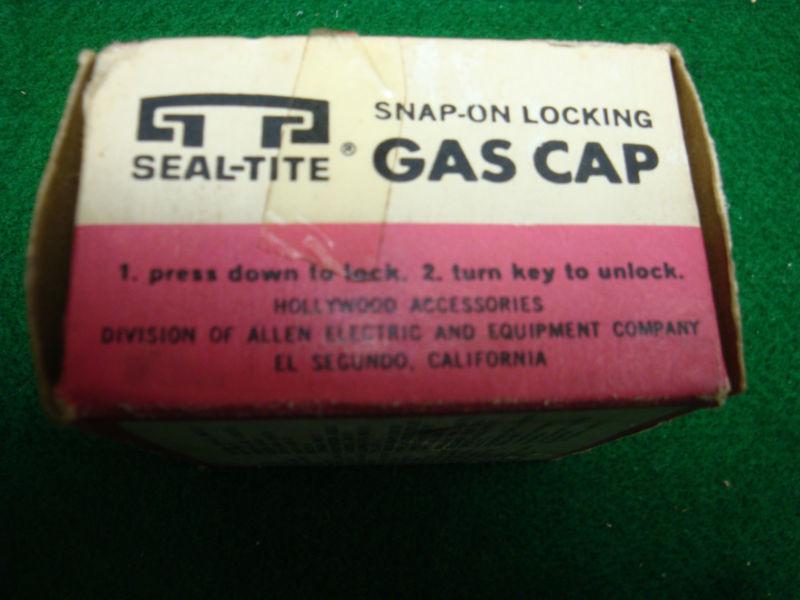 SNAP-ON LOCKING
SEAL-TITE ® GAS CAP
1. press down to lock. 2. turn key to unlock.
HOLLYWOOD ACCESSORIES
DIVISION OF ALLEN ELECTRIC AND EQUIPMENT COMPANY
EL SEGUNDO, CALIFORNIA